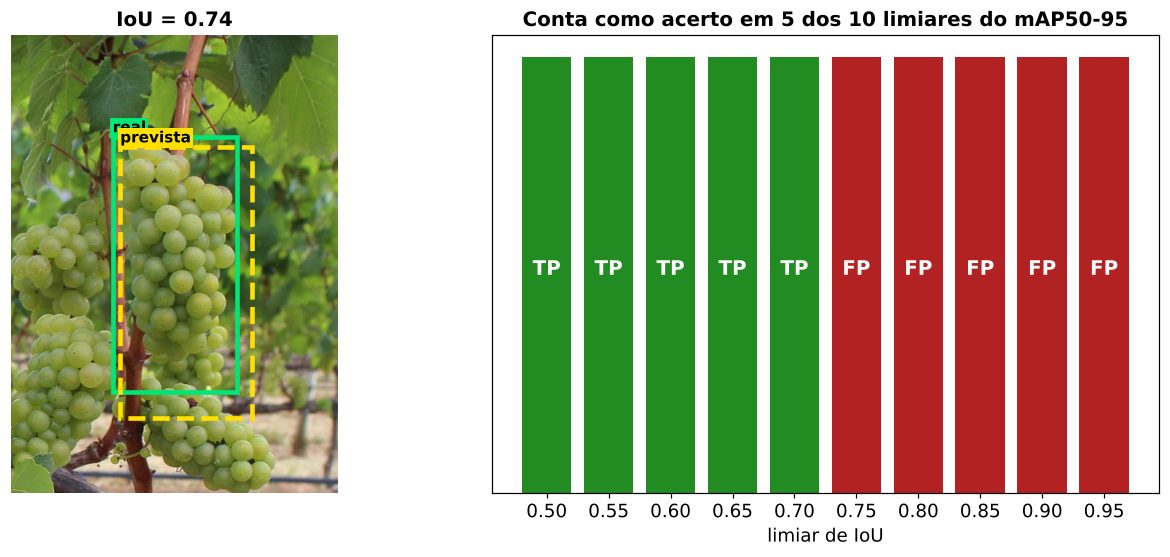 IoU = 0.74
real
prevista
Conta como acerto em 5 dos 10 limiares do mAP50-95
TP TP TP TP TP FP FP FP FP FP
0.50 0.55 0.60 0.65 0.70 0.75 0.80 0.85 0.90 0.95
limiar de IoU